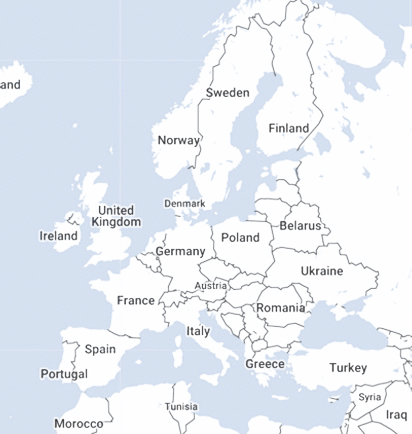 and
Sweden
Norway
Finland
Denmark
United
Kingdom
Ireland
Belarus
Poland
Germany
Ukraine
Austria
France
Romania
Italy
Spain
Greece
Turkey
Portugal
Syria
Tunisia
Iraq
Morocco